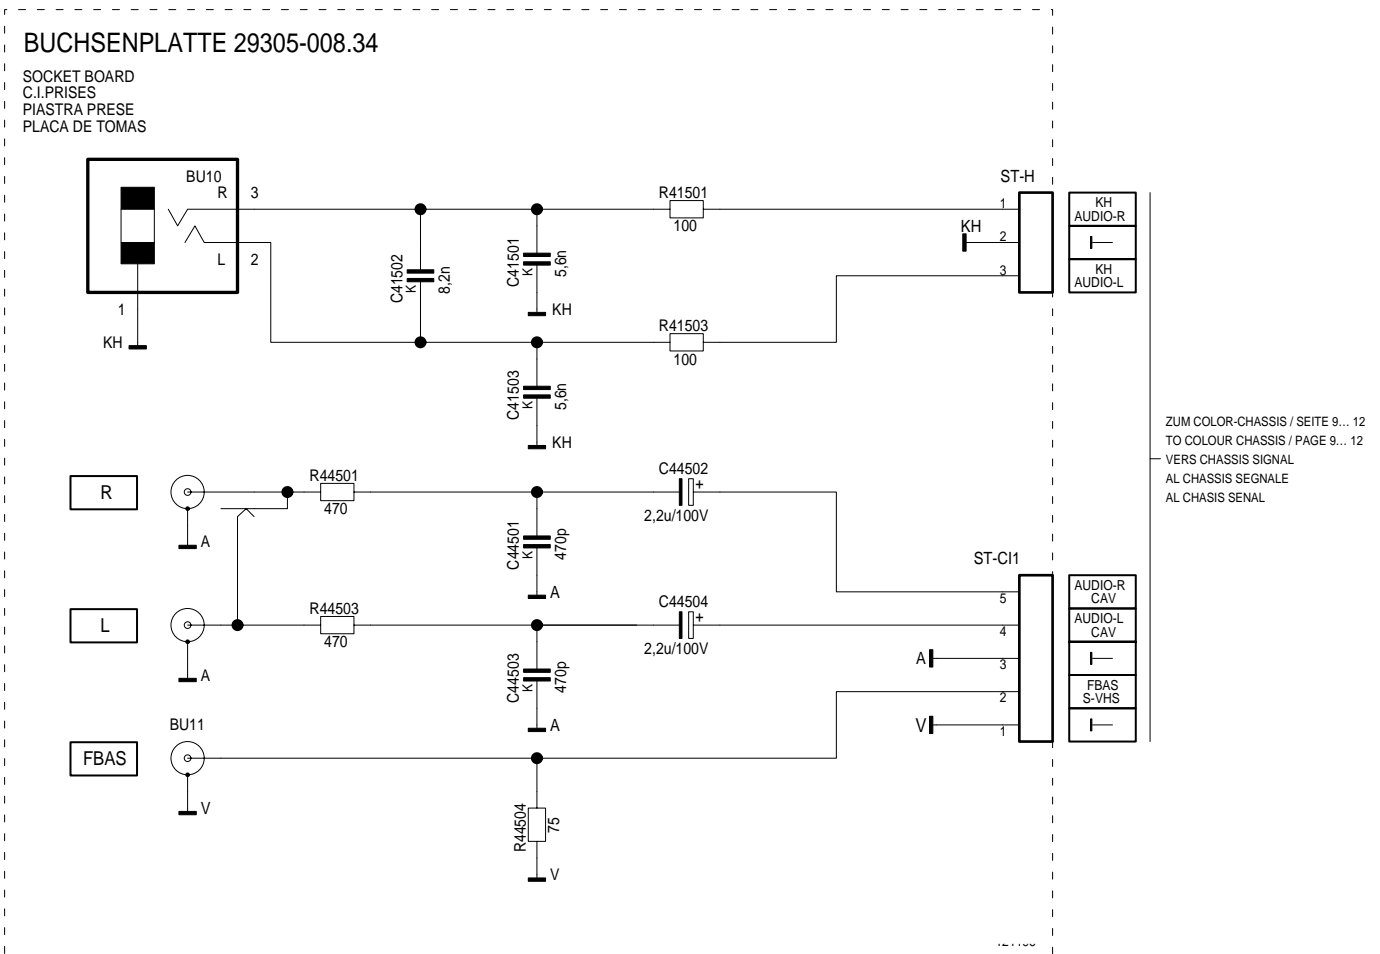 BUCHSENPLATTE 29305-008.34
SOCKET BOARD
C.I.PRISES
PIASTRA PRESE
PLACA DE TOMAS
BU10
R 3
L 2
1
KH
C41502
K
8,2n
C41501
K
5,6n
KH
R41501
100
R41503
100
C41503
K
5,6n
KH
ST-H
1
KH
2
3
KH
AUDIO-R
KH
AUDIO-L
ZUM COLOR-CHASSIS / SEITE 9... 12
TO COLOUR CHASSIS / PAGE 9... 12
VERS CHASSIS SIGNAL
AL CHASSIS SEGNALE
AL CHASIS SENAL
R
A
R44501
470
C44501
K
470p
A
C44502
+
2,2u/100V
L
A
R44503
470
C44503
K
470p
A
C44504
+
2,2u/100V
ST-CI1
5
4
A
3
2
V
1
AUDIO-R
CAV
AUDIO-L
CAV
FBAS
S-VHS
FBAS
BU11
V
R44504
75
V